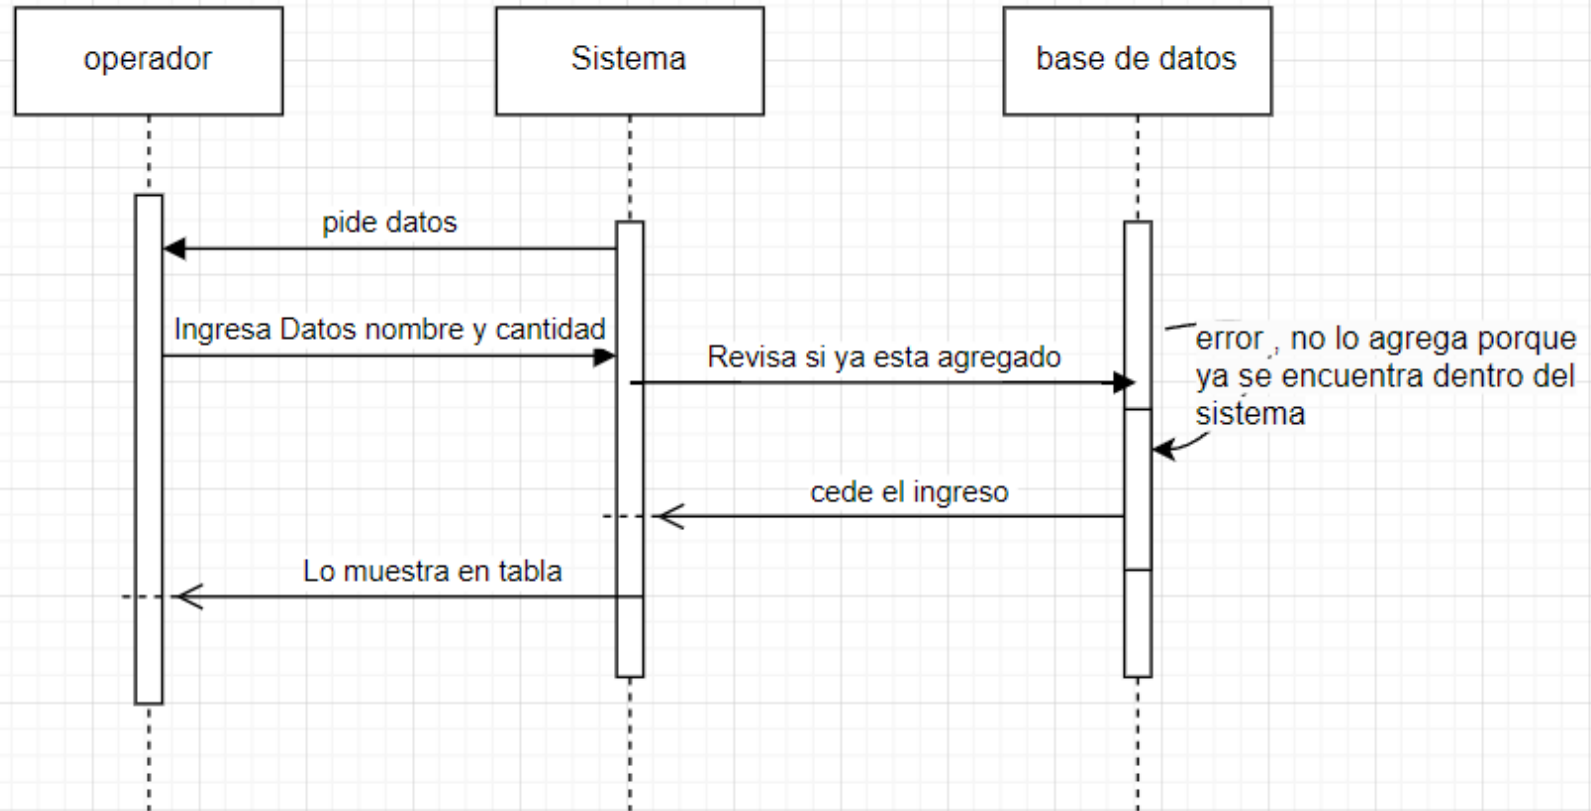 operador
Sistema
base de datos
pide datos
Ingresa Datos nombre y cantidad
Revisa si ya esta agregado
error , no lo agrega porque
ya se encuentra dentro del
sistema
cede el ingreso
Lo muestra en tabla